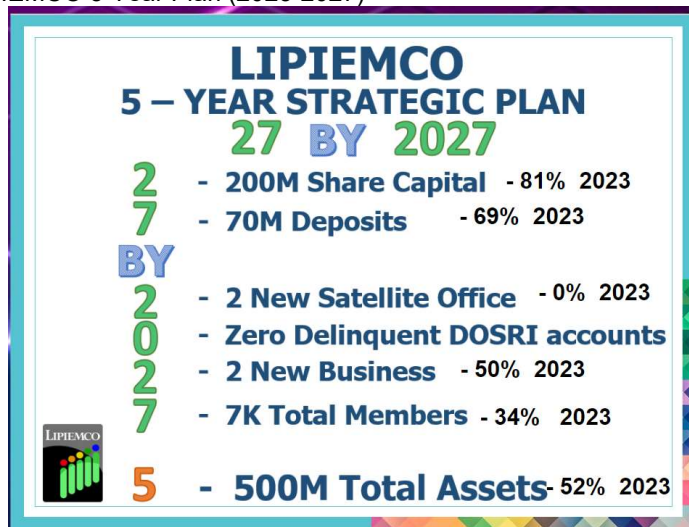 LIPIEMCO
5 – YEAR STRATEGIC PLAN
27 BY 2027
2 - 200M Share Capital - 81% 2023
7 - 70M Deposits - 69% 2023
BY
2 - 2 New Satellite Office - 0% 2023
0 - Zero Delinquent DOSRI accounts
2 - 2 New Business - 50% 2023
7 - 7K Total Members - 34% 2023
LIPIEMCO
5 - 500M Total Assets- 52% 2023